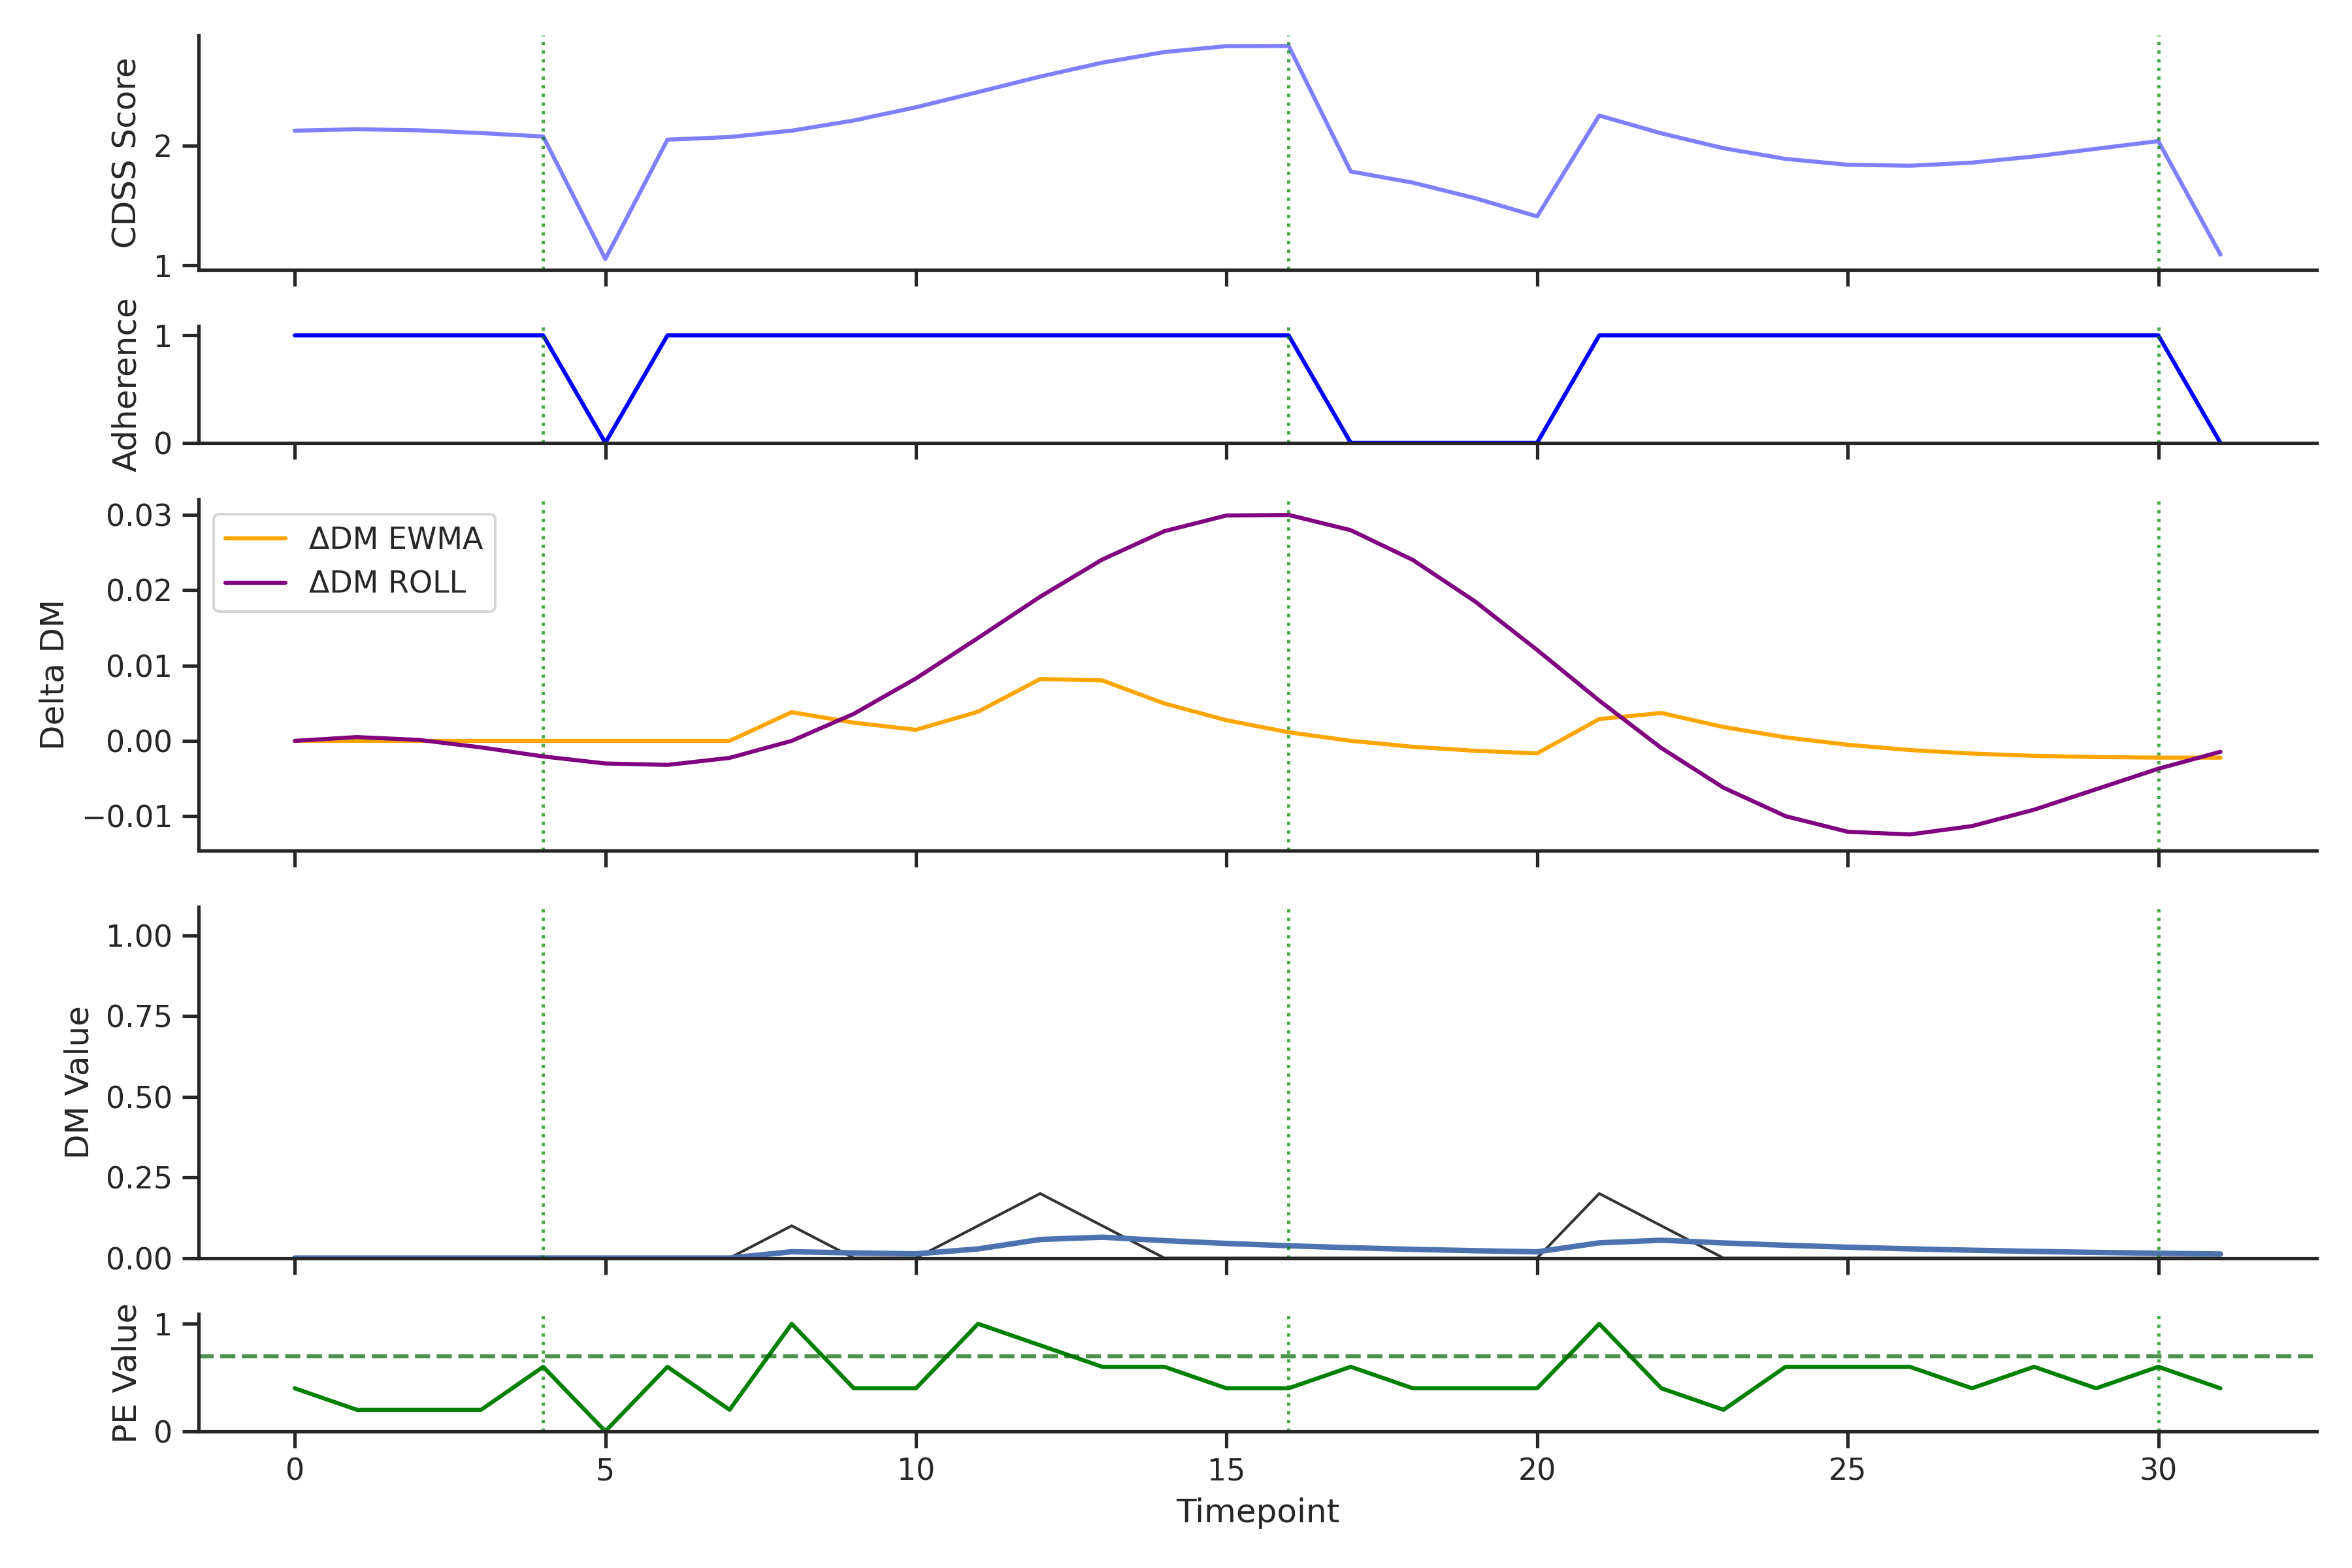 CDSS Score
2
1
Adherence
1
0
Delta DM
0.03
0.02
0.01
0.00
−0.01
ΔDM EWMA
ΔDM ROLL
DM Value
1.00
0.75
0.50
0.25
0.00
PE Value
1
0
0 5 10 15 20 25 30
Timepoint